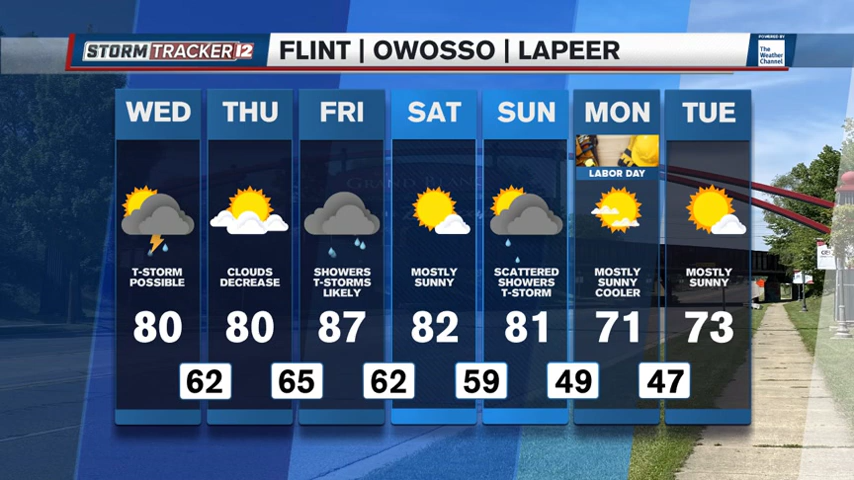 STORMTRACKER 12
FLINT | OWOSSO | LAPEER
POWERED BY
The
Weather
Channel
WED THU FRI SAT SUN MON TUE
LABOR DAY
T-STORM
POSSIBLE
CLOUDS
DECREASE
SHOWERS
T-STORMS
LIKELY
MOSTLY
SUNNY
SCATTERED
SHOWERS
T-STORM
MOSTLY
SUNNY
COOLER
MOSTLY
SUNNY
80 80 87 82 81 71 73
62 65 62 59 49 47